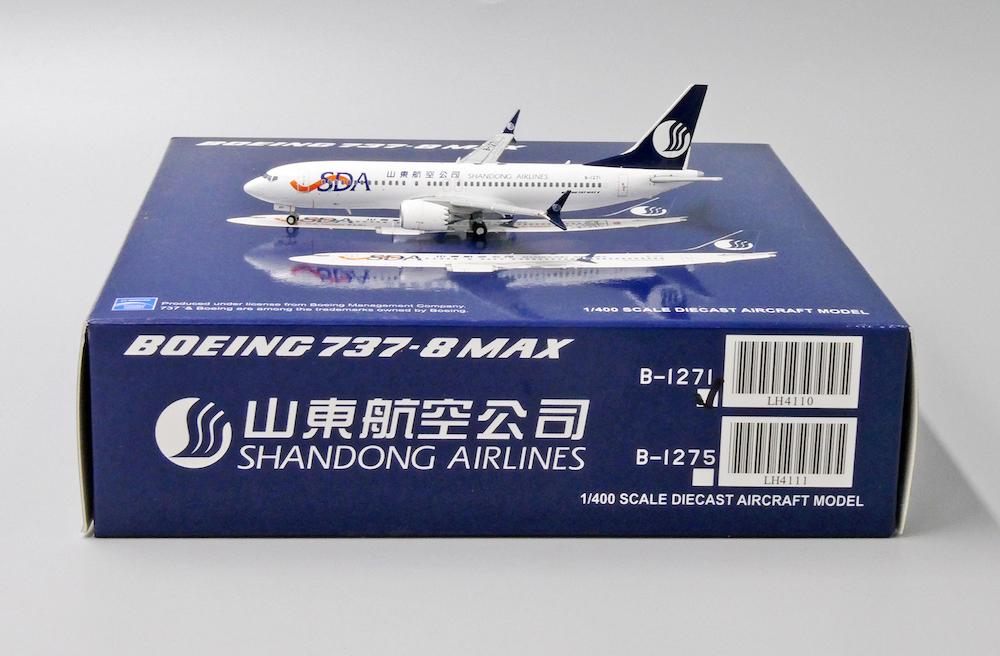 BOEING 737-8 MAX
SDA 山東航空公司 SHANDONG AIRLINES B-1271
Produced under license from Boeing Management Company.
737 & Boeing are among the trademarks owned by Boeing.
1/400 SCALE DIECAST AIRCRAFT MODEL
BOEING 737-8 MAX
山東航空公司
SHANDONG AIRLINES
B-1271
LH4110
B-1275
LH4111
1/400 SCALE DIECAST AIRCRAFT MODEL